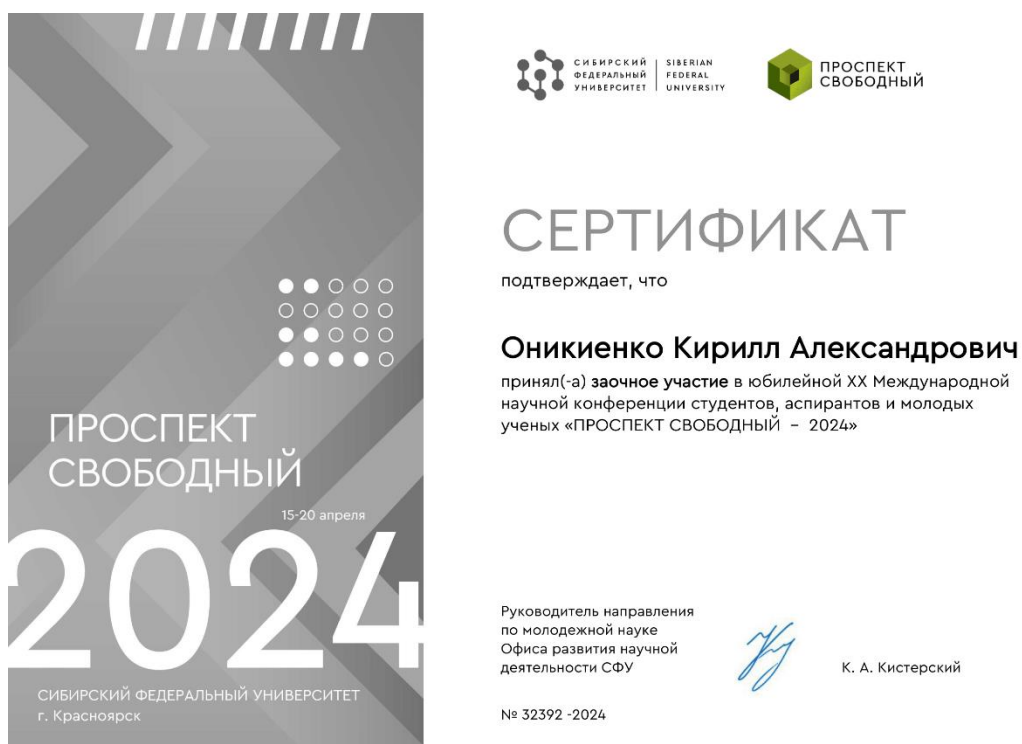 ПРОСПЕКТ
СВОБОДНЫЙ
15-20 апреля
2024
СИБИРСКИЙ ФЕДЕРАЛЬНЫЙ УНИВЕРСИТЕТ
г. Красноярск
СИБИРСКИЙ
ФЕДЕРАЛЬНЫЙ
УНИВЕРСИТЕТ
SIBERIAN
FEDERAL
UNIVERSITY
ПРОСПЕКТ
СВОБОДНЫЙ
СЕРТИФИКАТ
подтверждает, что
Оникиенко Кирилл Александрович
принял(-а) заочное участие в юбилейной XX Международной
научной конференции студентов, аспирантов и молодых
ученых «ПРОСПЕКТ СВОБОДНЫЙ – 2024»
Руководитель направления
по молодежной науке
Офиса развития научной
деятельности СФУ
К. А. Кистерский
№ 32392 -2024